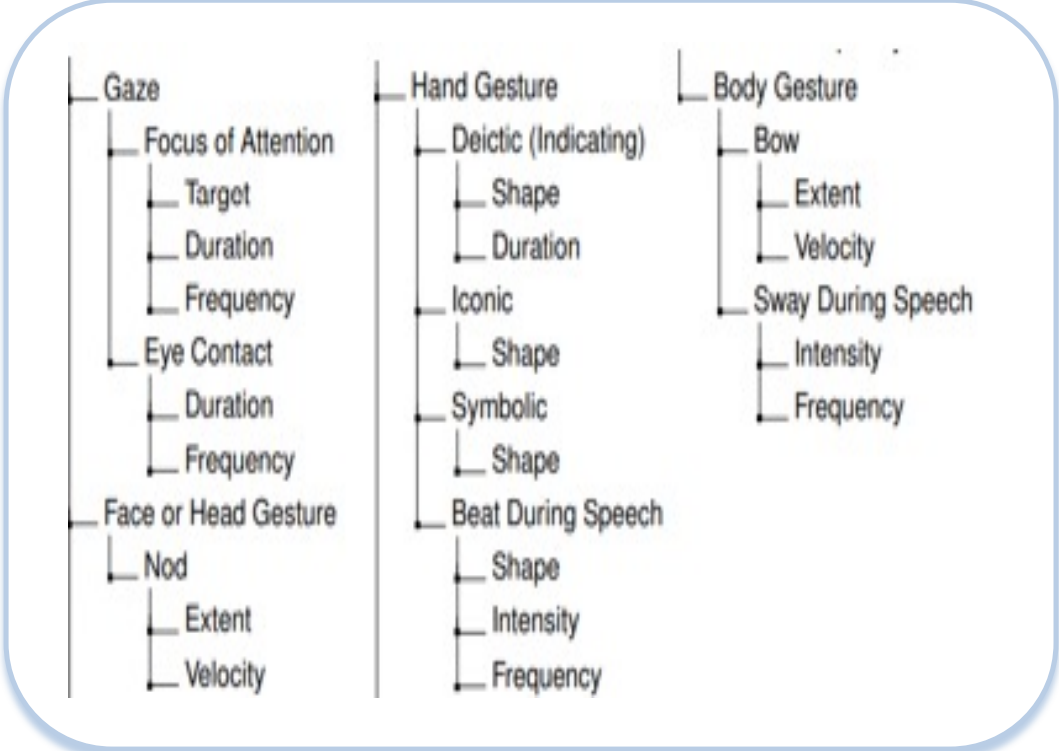 Gaze
Focus of Attention
Target
Duration
Frequency
Eye Contact
Duration
Frequency
Face or Head Gesture
Nod
Extent
Velocity
Hand Gesture
Deictic (Indicating)
Shape
Duration
Iconic
Shape
Symbolic
Shape
Beat During Speech
Shape
Intensity
Frequency
Body Gesture
Bow
Extent
Velocity
Sway During Speech
Intensity
Frequency